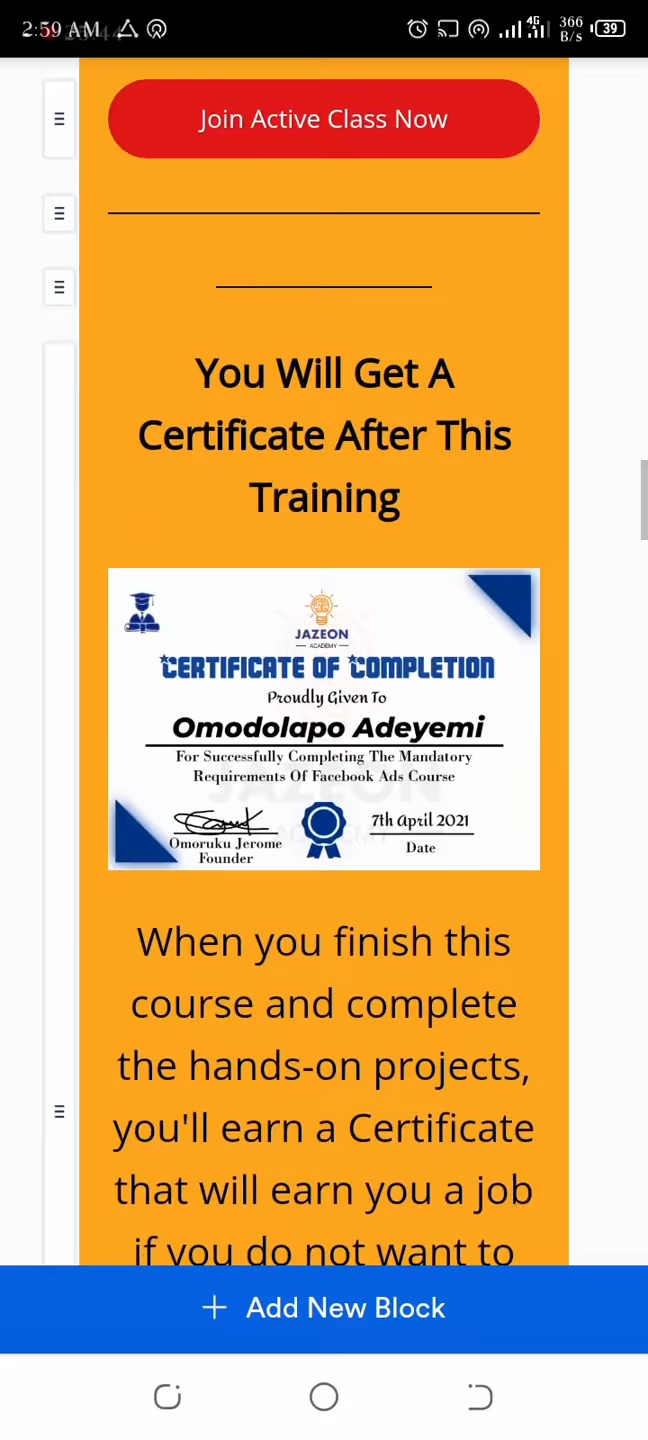 2:59 AM
4G
366
B/s
39
Join Active Class Now
You Will Get A
Certificate After This
Training
JAZEON
ACADEMY
CERTIFICATE OF COMPLETION
Proudly Given To
Omodolapo Adeyemi
For Successfully Completing The Mandatory
Requirements Of Facebook Ads Course
JAZEON
ACADEMY
7th April 2021
Omoruku Jerome
Founder
Date
When you finish this
course and complete
the hands-on projects,
you'll earn a Certificate
that will earn you a job
if you do not want to
+ Add New Block